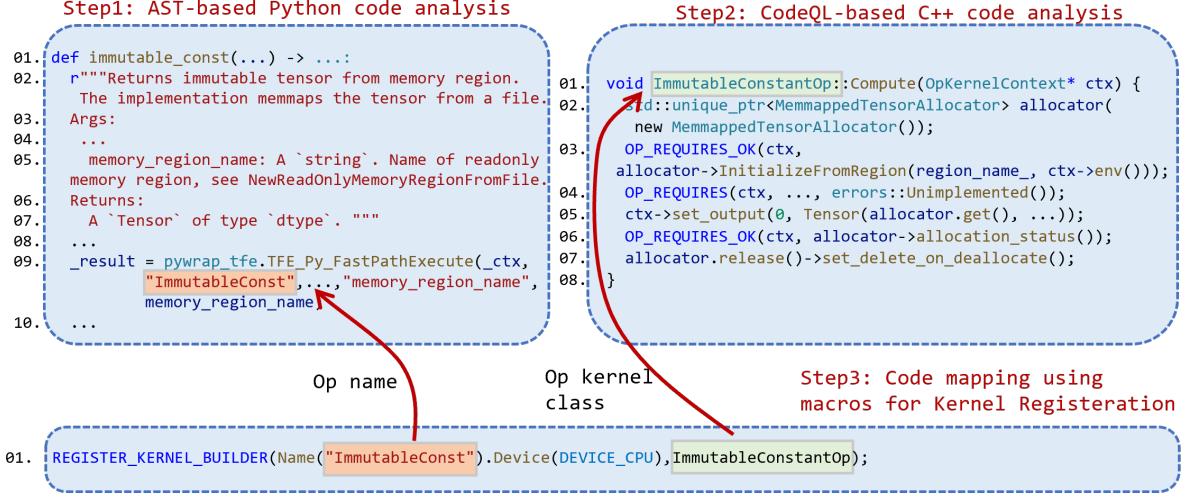 Step1: AST-based Python code analysis
01. def immutable_const(...) -> ...:
02. r"""Returns immutable tensor from memory region.
The implementation memmaps the tensor from a file.
03. Args:
04. ...
05. memory_region_name: A `string`. Name of readonly
memory region, see NewReadOnlyMemoryRegionFromFile.
06. Returns:
07. A `Tensor` of type `dtype`. """
08. ...
09. _result = pywrap_tfe.TFE_Py_FastPathExecute(_ctx,
"ImmutableConst",...,"memory_region_name",
memory_region_name,
10. ...
Step2: CodeQL-based C++ code analysis
01. void ImmutableConstantOp::Compute(OpKernelContext* ctx) {
02. std::unique_ptr<MemmappedTensorAllocator> allocator(
new MemmappedTensorAllocator());
03. OP_REQUIRES_OK(ctx,
allocator->InitializeFromRegion(region_name_, ctx->env()));
04. OP_REQUIRES(ctx, ..., errors::Unimplemented());
05. ctx->set_output(0, Tensor(allocator.get(), ...));
06. OP_REQUIRES_OK(ctx, allocator->allocation_status());
07. allocator.release()->set_delete_on_deallocate();
08. }
Op name
Op kernel
class
Step3: Code mapping using
macros for Kernel Registeration
01. REGISTER_KERNEL_BUILDER(Name("ImmutableConst").Device(DEVICE_CPU),ImmutableConstantOp);